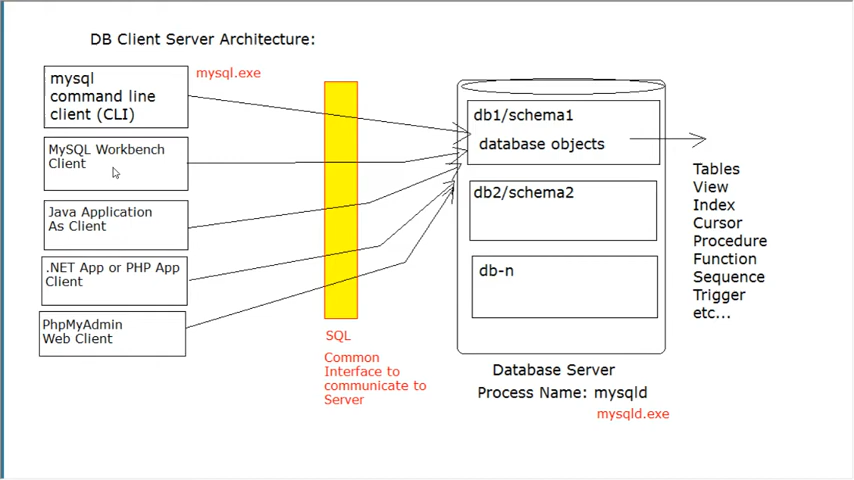 DB Client Server Architecture:
mysql
command line
client (CLI)
mysql.exe
MySQL Workbench
Client
Java Application
As Client
.NET App or PHP App
Client
PhpMyAdmin
Web Client
SQL
Common
Interface to
communicate to
Server
db1/schema1
database objects
db2/schema2
db-n
Database Server
Process Name: mysqld
mysqld.exe
Tables
View
Index
Cursor
Procedure
Function
Sequence
Trigger
etc...